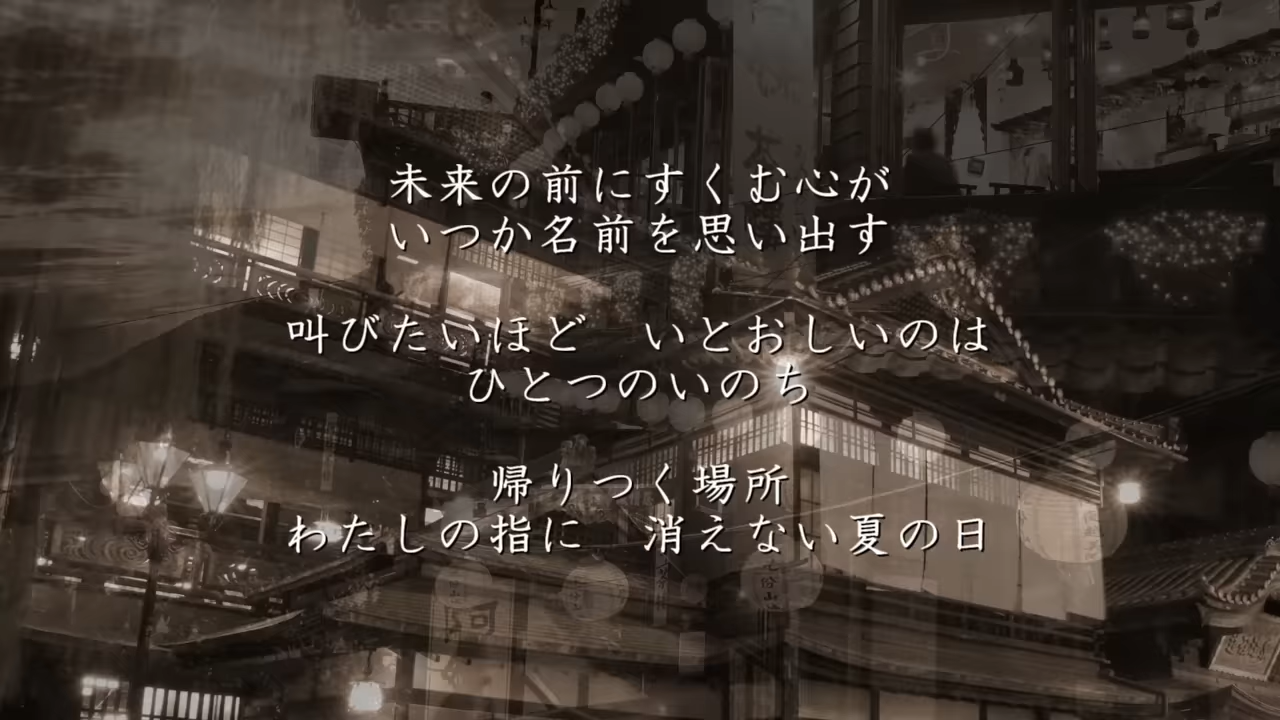 未来の前にすくむ心が
いつか名前を思い出す
叫びたいほど　いとおしいのは
ひとつのいのち
帰りつく場所
わたしの指に　消えない夏の日